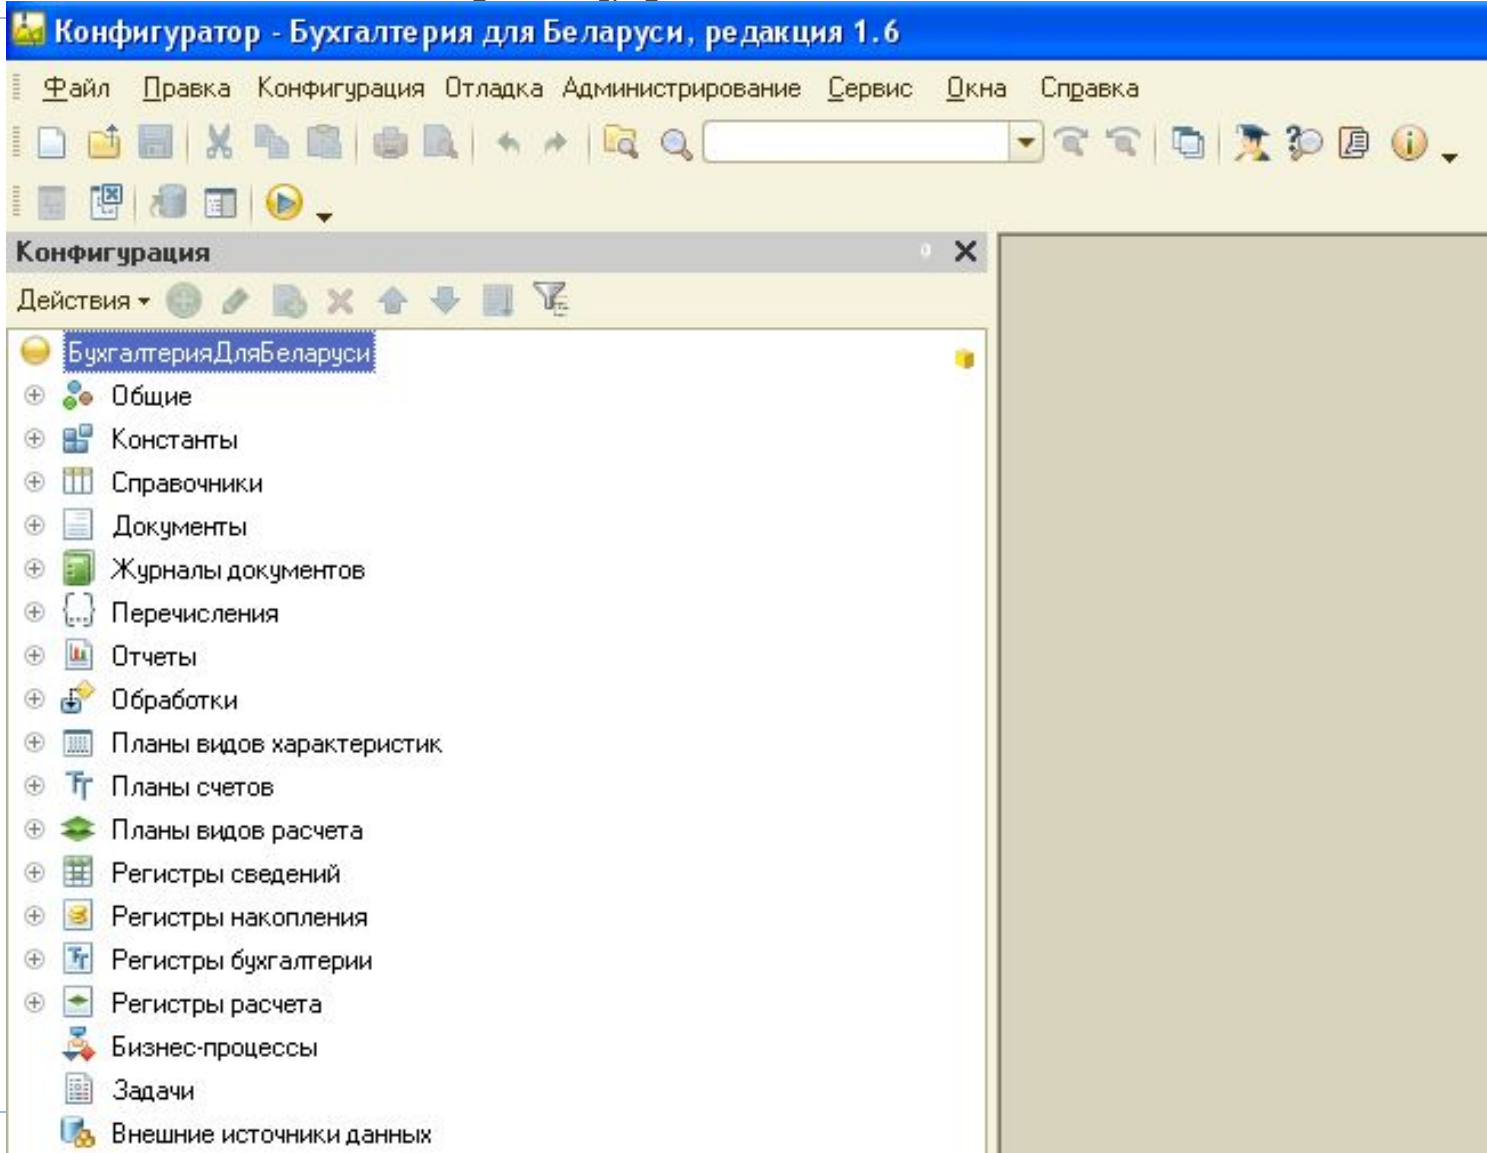 Конфигуратор - Бухгалтерия для Беларуси, редакция 1.6
Файл Правка Конфигурация Отладка Администрирование Сервис Окна Справка
Конфигурация
Действия
БухгалтерияДляБеларуси
Общие
Константы
Справочники
Документы
Журналы документов
Перечисления
Отчеты
Обработки
Планы видов характеристик
Планы счетов
Планы видов расчета
Регистры сведений
Регистры накопления
Регистры бухгалтерии
Регистры расчета
Бизнес-процессы
Задачи
Внешние источники данных